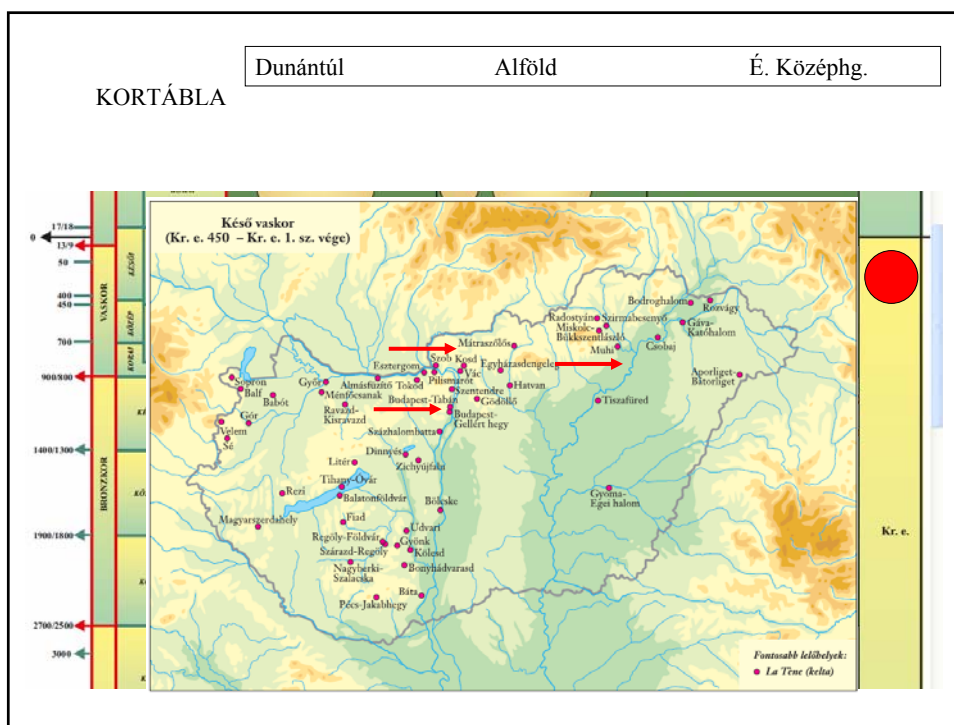 Dunántúl Alföld É. Középhg.
KORTÁBLA
Késő vaskor
(Kr. e. 450 – Kr. e. 1. sz. vége)
17/18
0
13/9
50
400
450
700
900/800
1400/1300
1900/1800
2700/2500
3000
VASKOR
BRONZKOR
KÉSŐI
KÖZÉP
KORAI
Kr. e.
Bodroghalom
Rozvágy
Radostyán
Szirmabesenyő
Miskolc-
Bükkszentlászló
Gáva-
Katóhalom
Mátraszőlős
Muhi
Csobaj
Szob
Kosd
Egyházasdengeleg
Esztergom
Vác
Aporliget-
Bátorliget
Sopron
Győr
Almásfüzitő
Tokod
Pilismarót
Hatvan
Balf
Ménfőcsanak
Szentendre
Gödöllő
Babót
Ravazd-
Kisravazd
Budapest-Tabán
Tiszafüred
Budapest-
Gellért hegy
Gór
Velem
Sé
Százhalombatta
Dinnyés
Litér
Zichyújfalu
Tihany-Óvár
Rezi
Balatonföldvár
Gyoma-
Egei halom
Bölcske
Magyarszerdahely
Fiad
Udvari
Regöly-Földvár
Gyönk
Szárazd-Regöly
Kölesd
Nagyberki-
Szalacska
Bonyhádvarasd
Báta
Pécs-Jakabhegy
Fontosabb lelőhelyek:
La Tène (kelta)